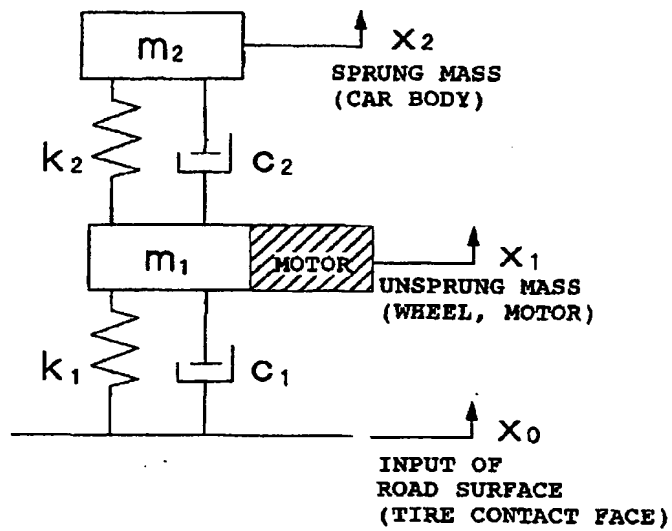 m₂
x₂
SPRUNG MASS
(CAR BODY)
k₂
c₂
m₁
MOTOR
x₁
UNSPRUNG MASS
(WHEEL, MOTOR)
k₁
c₁
x₀
INPUT OF
ROAD SURFACE
(TIRE CONTACT FACE)